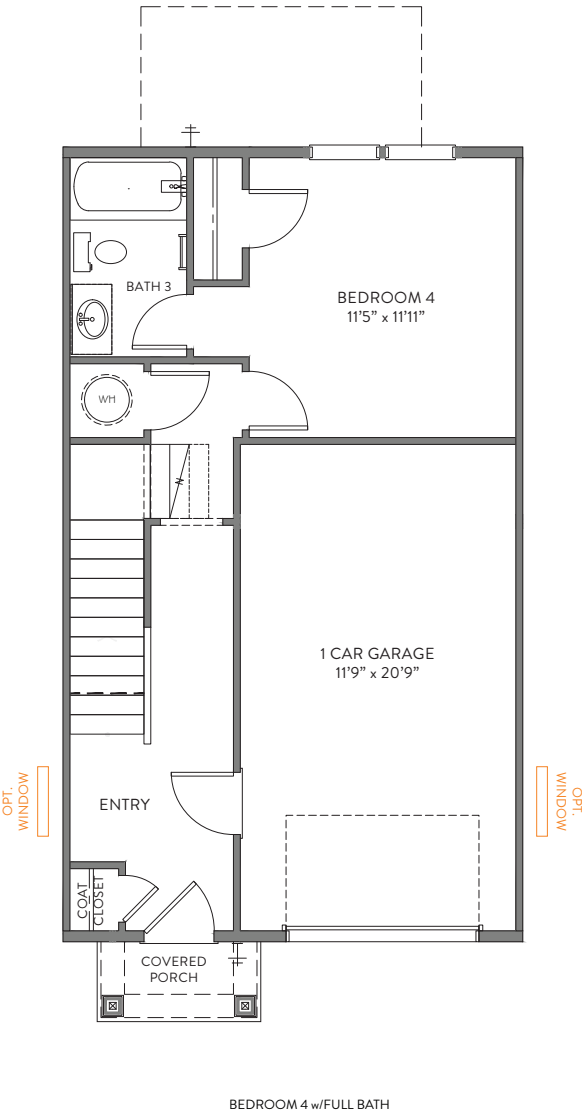 BATH 3
BEDROOM 4
11'5" x 11'11"
WH
1 CAR GARAGE
11'9" x 20'9"
OPT.
WINDOW
ENTRY
OPT.
WINDOW
COAT
CLOSET
COVERED
PORCH
BEDROOM 4 w/FULL BATH